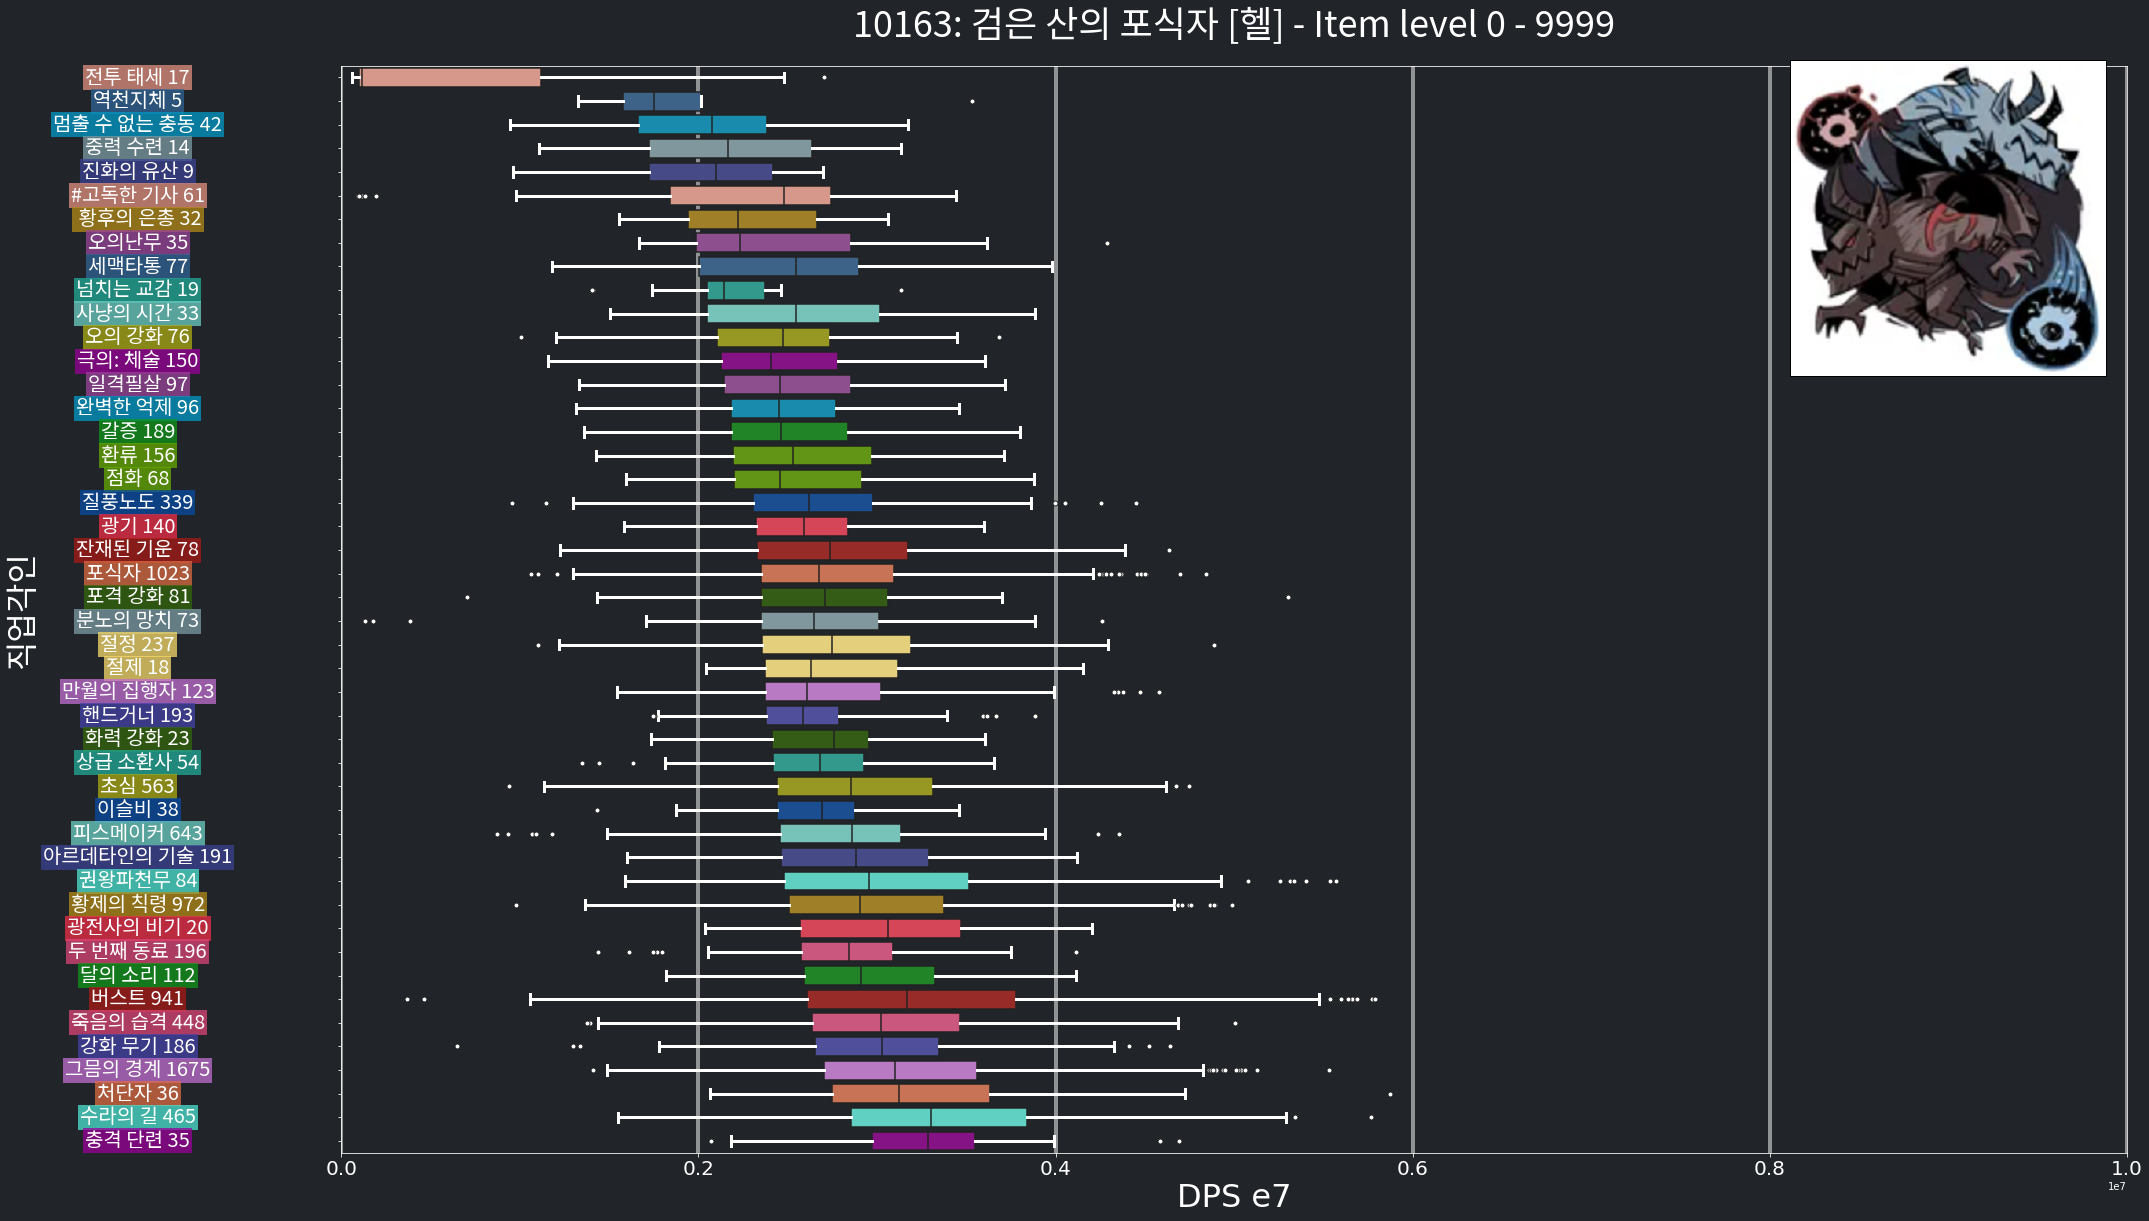 10163: 검은 산의 포식자 [헬] - Item level 0 - 9999
전투 태세 17
역천지체 5
멈출 수 없는 충동 42
중력 수련 14
진화의 유산 9
#고독한 기사 61
황후의 은총 32
오의난무 35
세맥타통 77
넘치는 교감 19
사냥의 시간 33
오의 강화 76
극의: 체술 150
일격필살 97
완벽한 억제 96
갈증 189
환류 156
점화 68
질풍노도 339
광기 140
잔재된 기운 78
포식자 1023
포격 강화 81
분노의 망치 73
절정 237
절제 18
만월의 집행자 123
핸드거너 193
화력 강화 23
상급 소환사 54
초심 563
이슬비 38
피스메이커 643
아르데타인의 기술 191
권왕파천무 84
황제의 칙령 972
광전사의 비기 20
두 번째 동료 196
달의 소리 112
버스트 941
죽음의 습격 448
강화 무기 186
그믐의 경계 1675
처단자 36
수라의 길 465
충격 단련 35
직업각인
0.0 0.2 0.4 0.6 0.8 1.0
1e7
DPS e7